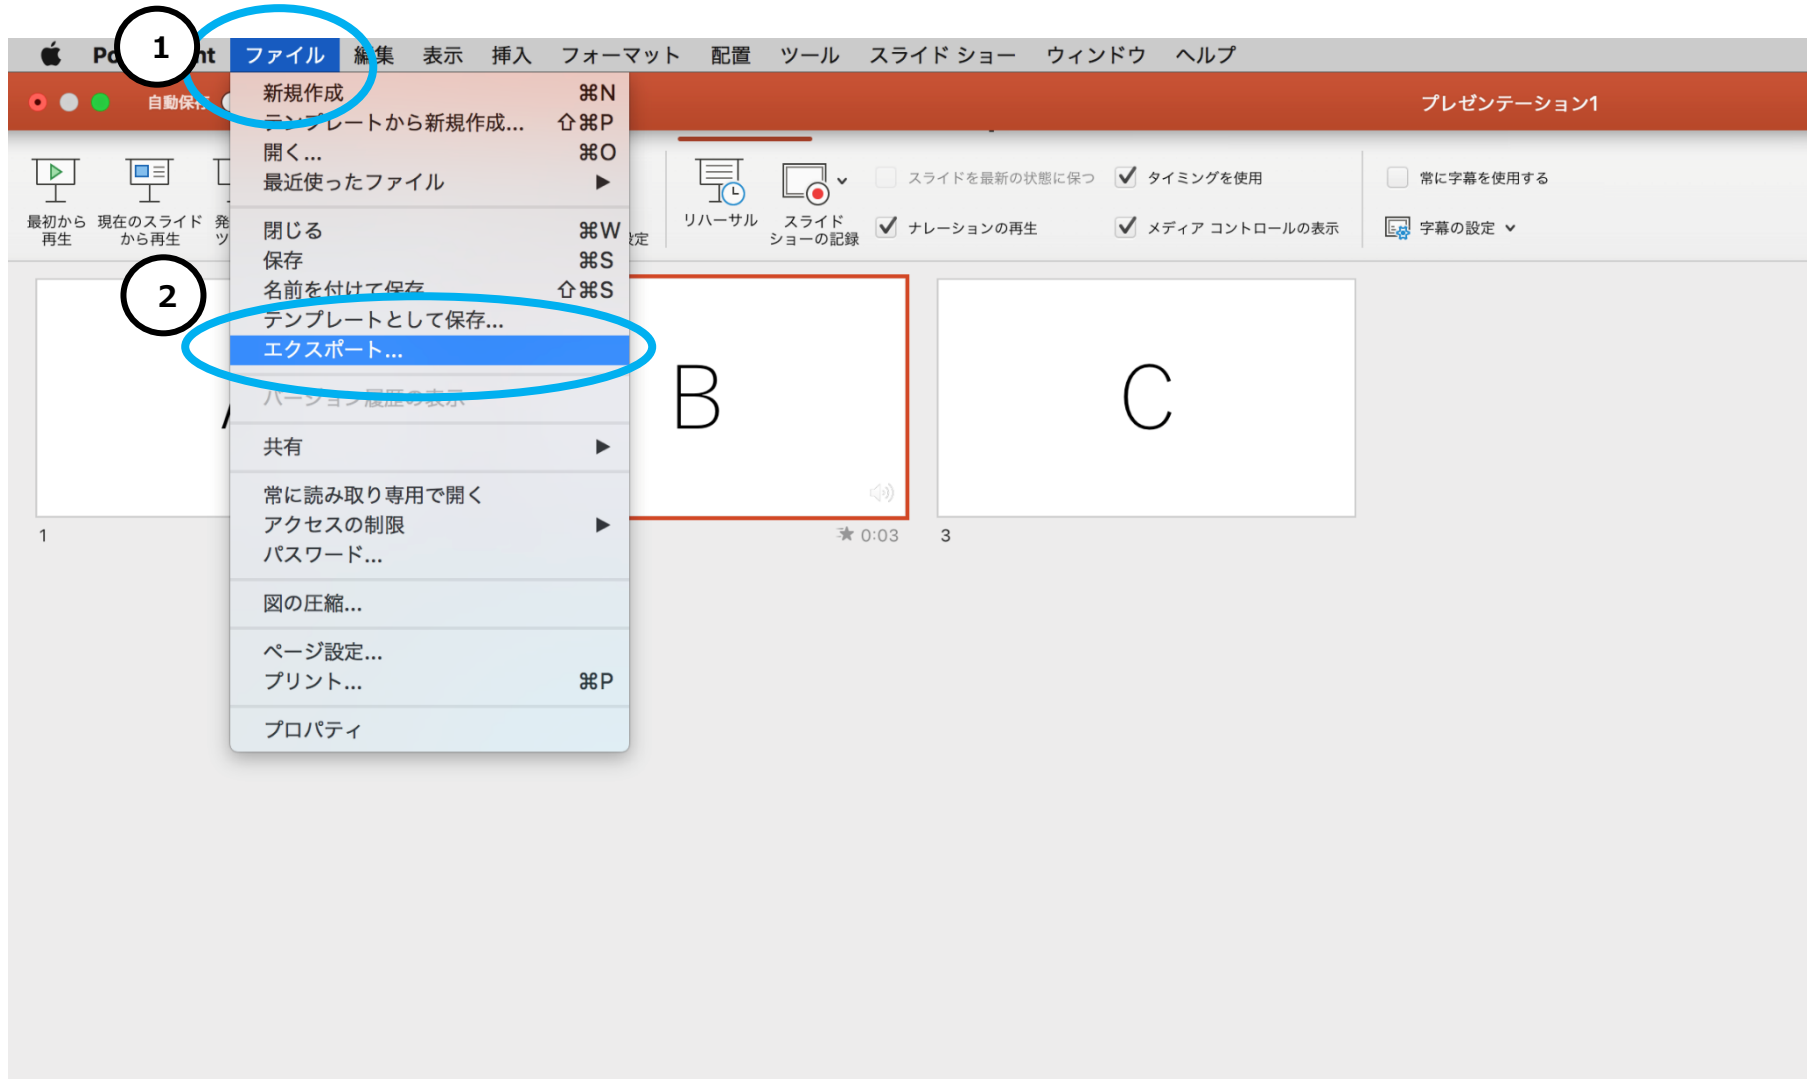 1
ファイル 編集 表示 挿入 フォーマット 配置 ツール スライド ショー ウィンドウ ヘルプ
自動保存
プレゼンテーション1
新規作成 ⌘N
テンプレートから新規作成... ⇧⌘P
開く... ⌘O
最近使ったファイル ▶
閉じる ⌘W
保存 ⌘S
名前を付けて保存 ⇧⌘S
テンプレートとして保存...
エクスポート...
バージョン履歴の表示
共有 ▶
常に読み取り専用で開く
アクセスの制限 ▶
パスワード...
図の圧縮...
ページ設定...
プリント... ⌘P
プロパティ
2
最初から
再生
現在のスライド
から再生
リハーサル
スライド
ショーの記録
スライドを最新の状態に保つ
ナレーションの再生
タイミングを使用
メディア コントロールの表示
常に字幕を使用する
字幕の設定
B
C
1
0:03
3